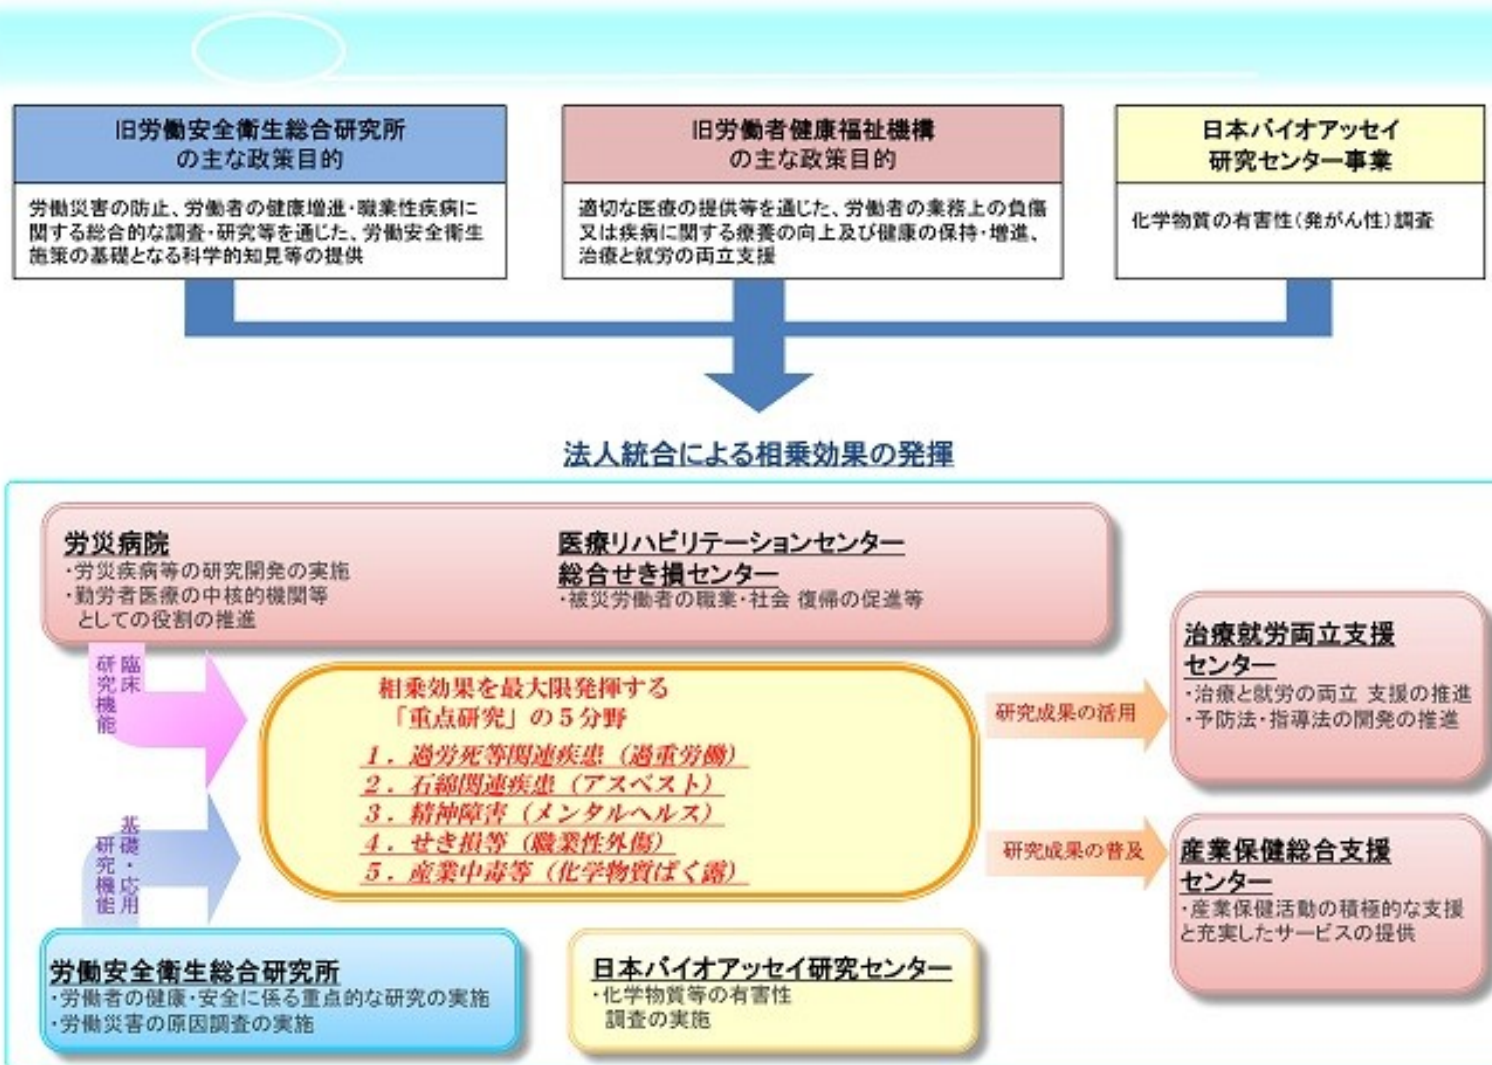 旧労働安全衛生総合研究所
の主な政策目的
労働災害の防止、労働者の健康増進・職業性疾病に
関する総合的な調査・研究等を通じた、労働安全衛生
施策の基礎となる科学的知見等の提供
旧労働者健康福祉機構
の主な政策目的
適切な医療の提供等を通じた、労働者の業務上の負傷
又は疾病に関する療養の向上及び健康の保持・増進、
治療と就労の両立支援
日本バイオアッセイ
研究センター事業
化学物質の有害性(発がん性)調査
法人統合による相乗効果の発揮
労災病院
・労災疾病等の研究開発の実施
・勤労者医療の中核的機関等
としての役割の推進
医療リハビリテーションセンター
総合せき損センター
・被災労働者の職業・社会 復帰の促進等
臨床
研究機能
相乗効果を最大限発揮する
「重点研究」の5分野
1.過労死等関連疾患(過重労働)
2.石綿関連疾患(アスベスト)
3.精神障害(メンタルヘルス)
4.せき損等(職業性外傷)
5.産業中毒等(化学物質ばく露)
基礎・応用
研究機能
研究成果の活用
治療就労両立支援
センター
・治療と就労の両立 支援の推進
・予防法・指導法の開発の推進
研究成果の普及
産業保健総合支援
センター
・産業保健活動の積極的な支援
と充実したサービスの提供
労働安全衛生総合研究所
・労働者の健康・安全に係る重点的な研究の実施
・労働災害の原因調査の実施
日本バイオアッセイ研究センター
・化学物質等の有害性
調査の実施